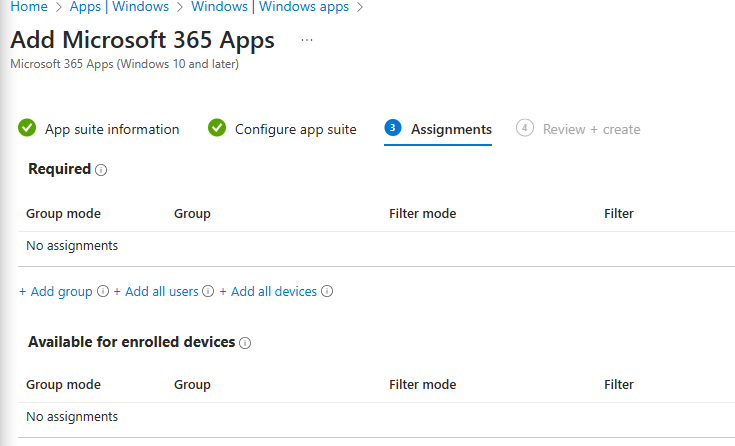 Home > Apps | Windows > Windows | Windows apps >
Add Microsoft 365 Apps ...
Microsoft 365 Apps (Windows 10 and later)
App suite information Configure app suite 3 Assignments 4 Review + create
Required
Group mode Group Filter mode Filter
No assignments
+ Add group + Add all users + Add all devices
Available for enrolled devices
Group mode Group Filter mode Filter
No assignments